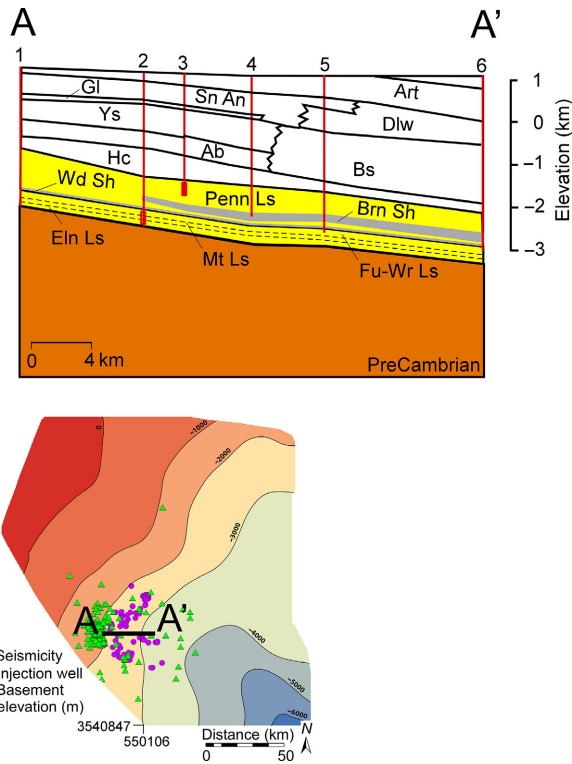 A A'
1 2 3 4 5 6
Gl Sn An Art
Ys Dlw
Hc Ab Bs
Wd Sh Penn Ls Brn Sh
Eln Ls Mt Ls Fu-Wr Ls
0 4 km
PreCambrian
1
0
−1
−2
−3
Elevation (km)
0
-1000
-2000
-3000
-4000
-5000
-6000
A A'
Seismicity
njection well
Basement
elevation (m)
3540847
550106
Distance (km)
0 50
N